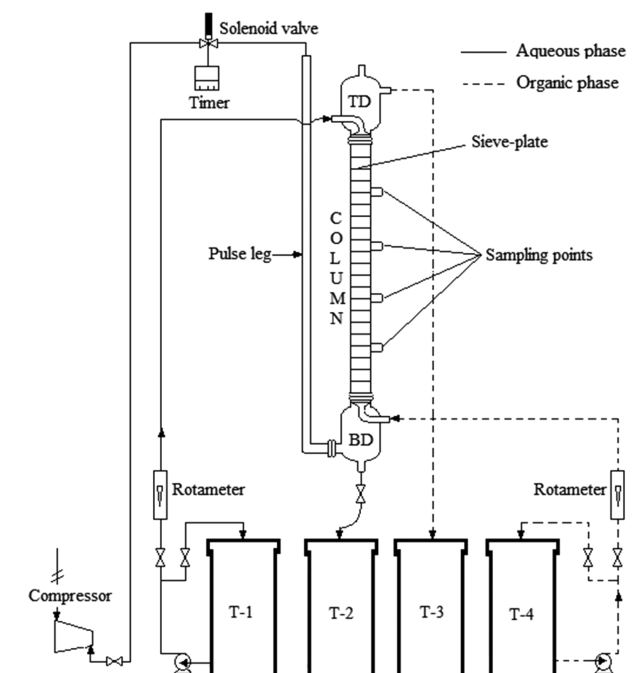 Solenoid valve
Aqueous phase
Organic phase
Timer
TD
Sieve-plate
C
O
L
U
M
N
Pulse leg
Sampling points
BD
Rotameter
Rotameter
Compressor
T-1
T-2
T-3
T-4